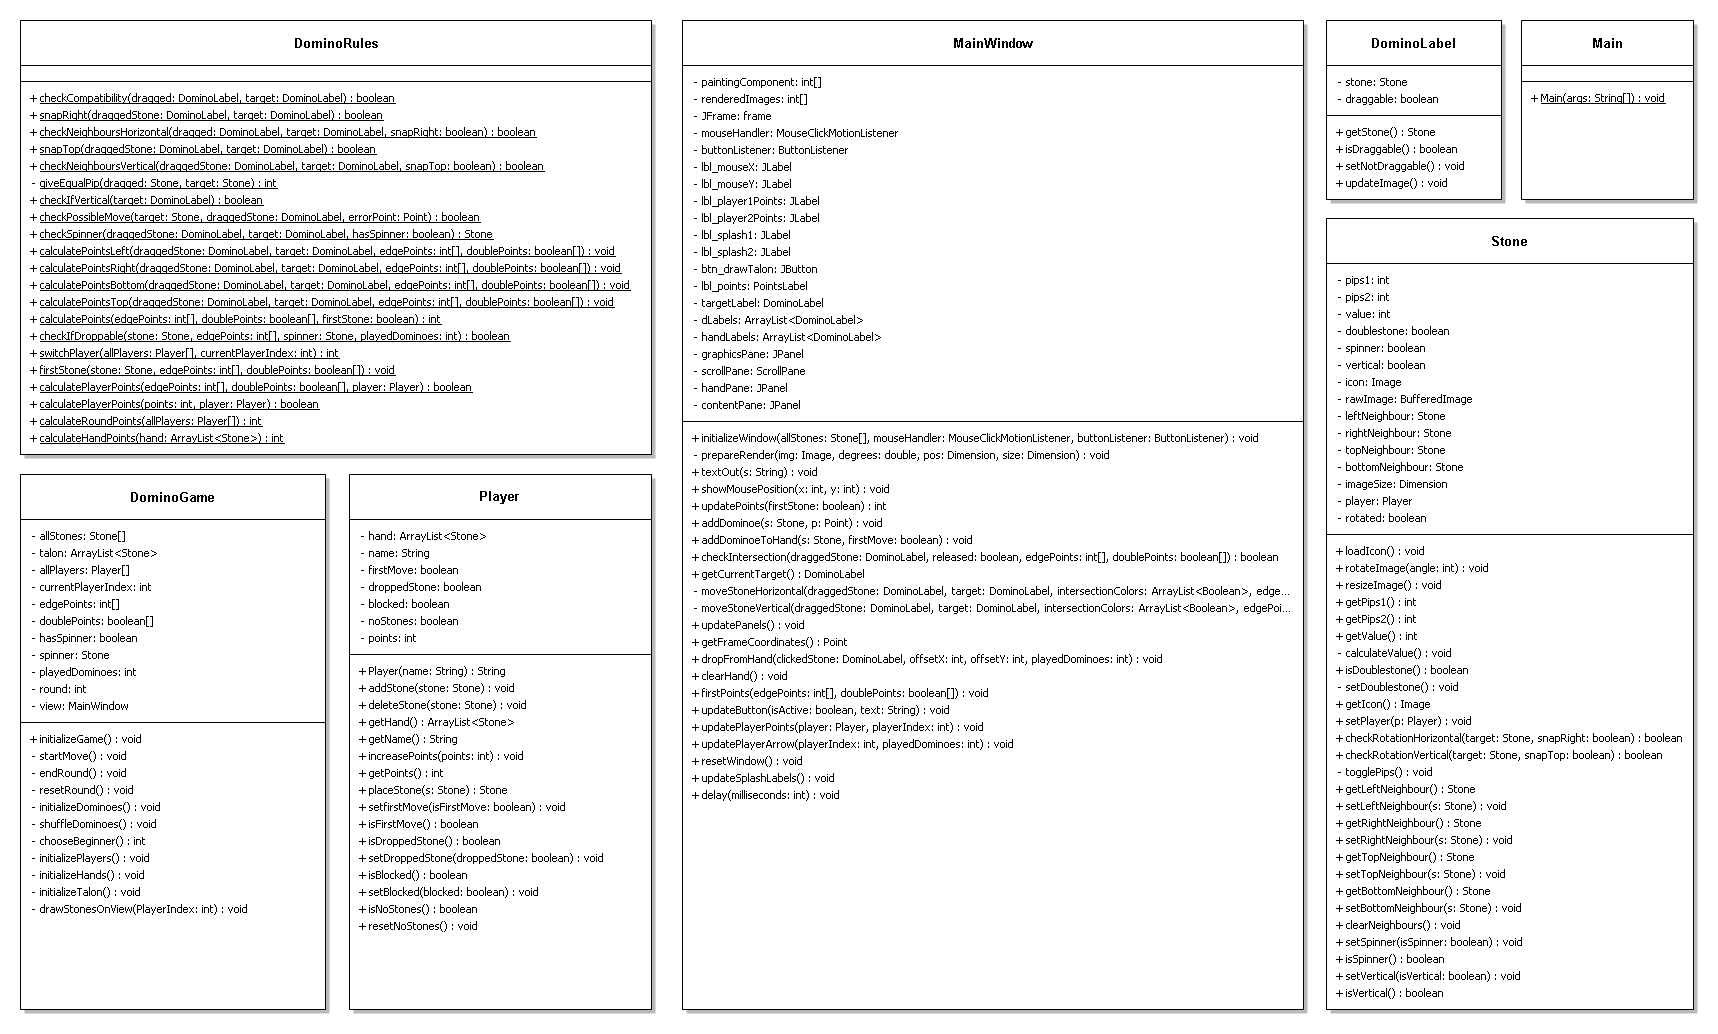 DominoRules
+ checkCompatibility(dragged: DominoLabel, target: DominoLabel) : boolean
+ snapRight(draggedStone: DominoLabel, target: DominoLabel) : boolean
+ checkNeighboursHorizontal(dragged: DominoLabel, target: DominoLabel, snapRight: boolean) : boolean
+ snapTop(draggedStone: DominoLabel, target: DominoLabel) : boolean
+ checkNeighboursVertical(draggedStone: DominoLabel, target: DominoLabel, snapTop: boolean) : boolean
- giveEqualPip(dragged: Stone, target: Stone) : int
+ checkIfVertical(target: DominoLabel) : boolean
+ checkPossibleMove(target: Stone, draggedStone: DominoLabel, errorPoint: Point) : boolean
+ checkSpinner(draggedStone: DominoLabel, target: DominoLabel, hasSpinner: boolean) : Stone
+ calculatePointsLeft(draggedStone: DominoLabel, target: DominoLabel, edgePoints: int[], doublePoints: boolean[]) : void
+ calculatePointsRight(draggedStone: DominoLabel, target: DominoLabel, edgePoints: int[], doublePoints: boolean[]) : void
+ calculatePointsBottom(draggedStone: DominoLabel, target: DominoLabel, edgePoints: int[], doublePoints: boolean[]) : void
+ calculatePointsTop(draggedStone: DominoLabel, target: DominoLabel, edgePoints: int[], doublePoints: boolean[]) : void
+ calculatePoints(edgePoints: int[], doublePoints: boolean[], firstStone: boolean) : int
+ checkIfDroppable(stone: Stone, edgePoints: int[], spinner: Stone, playedDominoes: int) : boolean
+ switchPlayer(allPlayers: Player[], currentPlayerIndex: int) : int
+ firstStone(stone: Stone, edgePoints: int[], doublePoints: boolean[]) : void
+ calculatePlayerPoints(edgePoints: int[], doublePoints: boolean[], player: Player) : boolean
+ calculatePlayerPoints(points: int, player: Player) : boolean
+ calculateRoundPoints(allPlayers: Player[]) : int
+ calculateHandPoints(hand: ArrayList<Stone>) : int
DominoGame
- allStones: Stone[]
- talon: ArrayList<Stone>
- allPlayers: Player[]
- currentPlayerIndex: int
- edgePoints: int[]
- doublePoints: boolean[]
- hasSpinner: boolean
- spinner: Stone
- playedDominoes: int
- round: int
- view: MainWindow
+ initializeGame() : void
- startMove() : void
- endRound() : void
- resetRound() : void
- initializeDominoes() : void
- shuffleDominoes() : void
- chooseBeginner() : int
- initializePlayers() : void
- initializeHands() : void
- initializeTalon() : void
- drawStonesOnView(PlayerIndex: int) : void
Player
- hand: ArrayList<Stone>
- name: String
- firstMove: boolean
- droppedStone: boolean
- blocked: boolean
- noStones: boolean
- points: int
+ Player(name: String) : String
+ addStone(stone: Stone) : void
+ deleteStone(stone: Stone) : void
+ getHand() : ArrayList<Stone>
+ getName() : String
+ increasePoints(points: int) : void
+ getPoints() : int
+ placeStone(s: Stone) : Stone
+ setfirstMove(isFirstMove: boolean) : void
+ isFirstMove() : boolean
+ isDroppedStone() : boolean
+ setDroppedStone(droppedStone: boolean) : void
+ isBlocked() : boolean
+ setBlocked(blocked: boolean) : void
+ isNoStones() : boolean
+ resetNoStones() : void
MainWindow
- paintingComponent: int[]
- renderedImages: int[]
- JFrame: frame
- mouseHandler: MouseClickMotionListener
- buttonListener: ButtonListener
- lbl_mouseX: JLabel
- lbl_mouseY: JLabel
- lbl_player1Points: JLabel
- lbl_player2Points: JLabel
- lbl_splash1: JLabel
- lbl_splash2: JLabel
- btn_drawTalon: JButton
- lbl_points: PointsLabel
- targetLabel: DominoLabel
- dLabels: ArrayList<DominoLabel>
- handLabels: ArrayList<DominoLabel>
- graphicsPane: JPanel
- scrollPane: ScrollPane
- handPane: JPanel
- contentPane: JPanel
+ initializeWindow(allStones: Stone[], mouseHandler: MouseClickMotionListener, buttonListener: ButtonListener) : void
- prepareRender(img: Image, degrees: double, pos: Dimension, size: Dimension) : void
+ textOut(s: String) : void
+ showMousePosition(x: int, y: int) : void
+ updatePoints(firstStone: boolean) : int
+ addDominoe(s: Stone, p: Point) : void
+ addDominoeToHand(s: Stone, firstMove: boolean) : void
+ checkIntersection(draggedStone: DominoLabel, released: boolean, edgePoints: int[], doublePoints: boolean[]) : boolean
+ getCurrentTarget() : DominoLabel
- moveStoneHorizontal(draggedStone: DominoLabel, target: DominoLabel, intersectionColors: ArrayList<Boolean>, edge...
- moveStoneVertical(draggedStone: DominoLabel, target: DominoLabel, intersectionColors: ArrayList<Boolean>, edgePoi...
+ updatePanels() : void
+ getFrameCoordinates() : Point
+ dropFromHand(clickedStone: DominoLabel, offsetX: int, offsetY: int, playedDominoes: int) : void
+ clearHand() : void
+ firstPoints(edgePoints: int[], doublePoints: boolean[]) : void
+ updateButton(isActive: boolean, text: String) : void
+ updatePlayerPoints(player: Player, playerIndex: int) : void
+ updatePlayerArrow(playerIndex: int, playedDominoes: int) : void
+ resetWindow() : void
+ updateSplashLabels() : void
+ delay(milliseconds: int) : void
DominoLabel
- stone: Stone
- draggable: boolean
+ getStone() : Stone
+ isDraggable() : boolean
+ setNotDraggable() : void
+ updateImage() : void
Main
+ Main(args: String[]) : void
Stone
- pips1: int
- pips2: int
- value: int
- doublestone: boolean
- spinner: boolean
- vertical: boolean
- icon: Image
- rawImage: BufferedImage
- leftNeighbour: Stone
- rightNeighbour: Stone
- topNeighbour: Stone
- bottomNeighbour: Stone
- imageSize: Dimension
- player: Player
- rotated: boolean
+ loadIcon() : void
+ rotateImage(angle: int) : void
+ resizeImage() : void
+ getPips1() : int
+ getPips2() : int
+ getValue() : int
- calculateValue() : void
+ isDoublestone() : boolean
- setDoublestone() : void
+ getIcon() : Image
+ setPlayer(p: Player) : void
+ checkRotationHorizontal(target: Stone, snapRight: boolean) : boolean
+ checkRotationVertical(target: Stone, snapTop: boolean) : boolean
- togglePips() : void
+ getLeftNeighbour() : Stone
+ setLeftNeighbour(s: Stone) : void
+ getRightNeighbour() : Stone
+ setRightNeighbour(s: Stone) : void
+ getTopNeighbour() : Stone
+ setTopNeighbour(s: Stone) : void
+ getBottomNeighbour() : Stone
+ setBottomNeighbour(s: Stone) : void
+ clearNeighbours() : void
+ setSpinner(isSpinner: boolean) : void
+ isSpinner() : boolean
+ setVertical(isVertical: boolean) : void
+ isVertical() : boolean